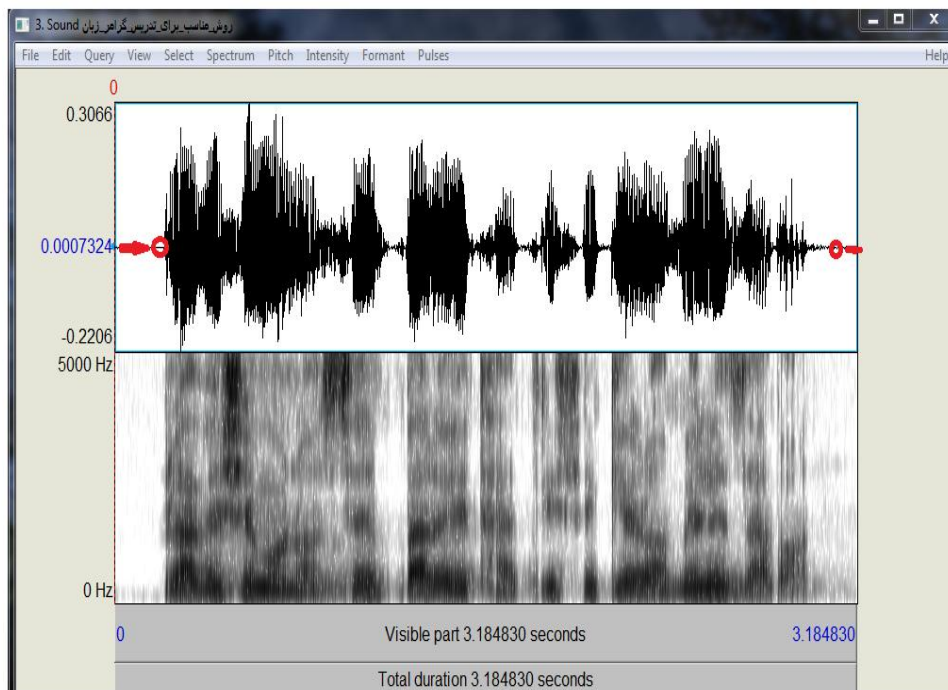 3. Sound روش_مناسب_برای_تدریس_گرامر_زبان
File Edit Query View Select Spectrum Pitch Intensity Formant Pulses Help
0
0.3066
0.0007324
-0.2206
5000 Hz
0 Hz
0 Visible part 3.184830 seconds 3.184830
Total duration 3.184830 seconds